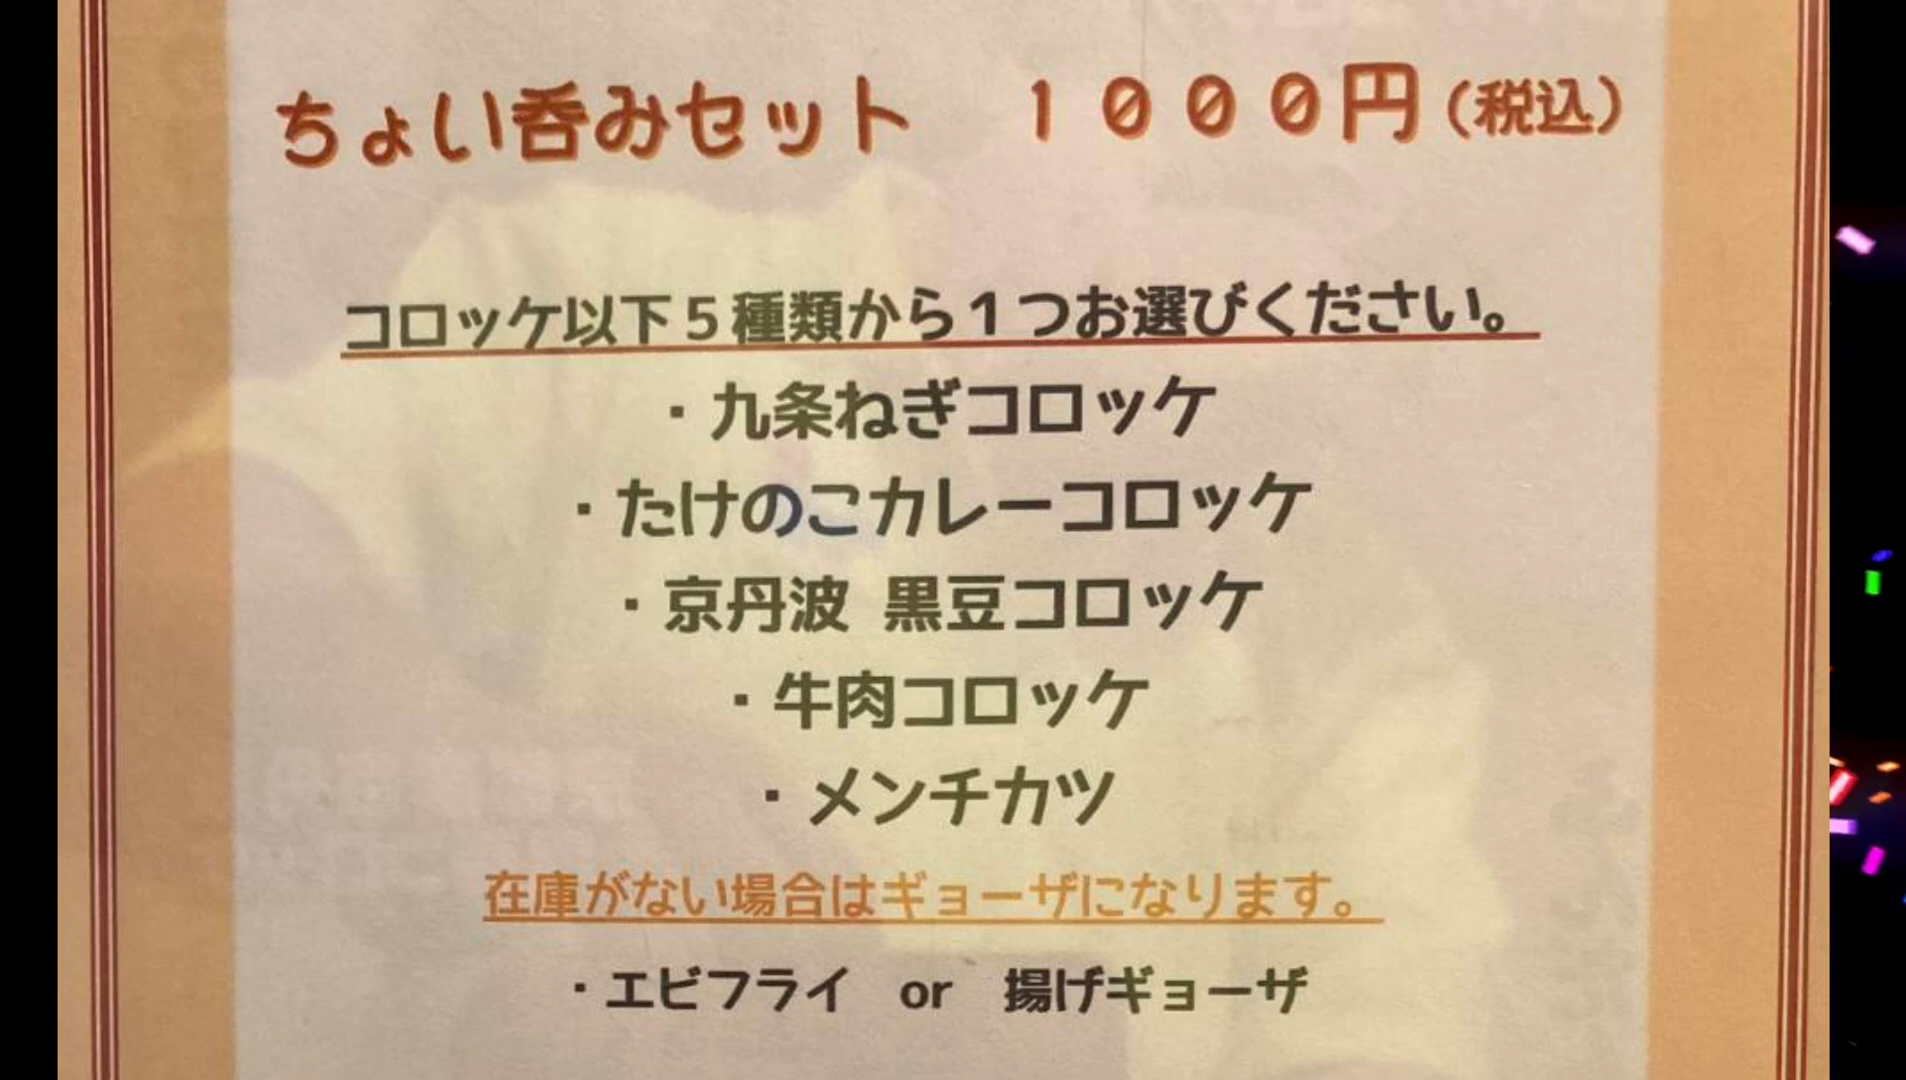 ちょい呑みセット　１０００円（税込）
コロッケ以下５種類から１つお選びください。
・九条ねぎコロッケ
・たけのこカレーコロッケ
・京丹波 黒豆コロッケ
・牛肉コロッケ
・メンチカツ
在庫がない場合はギョーザになります。
・エビフライ　or　揚げギョーザ